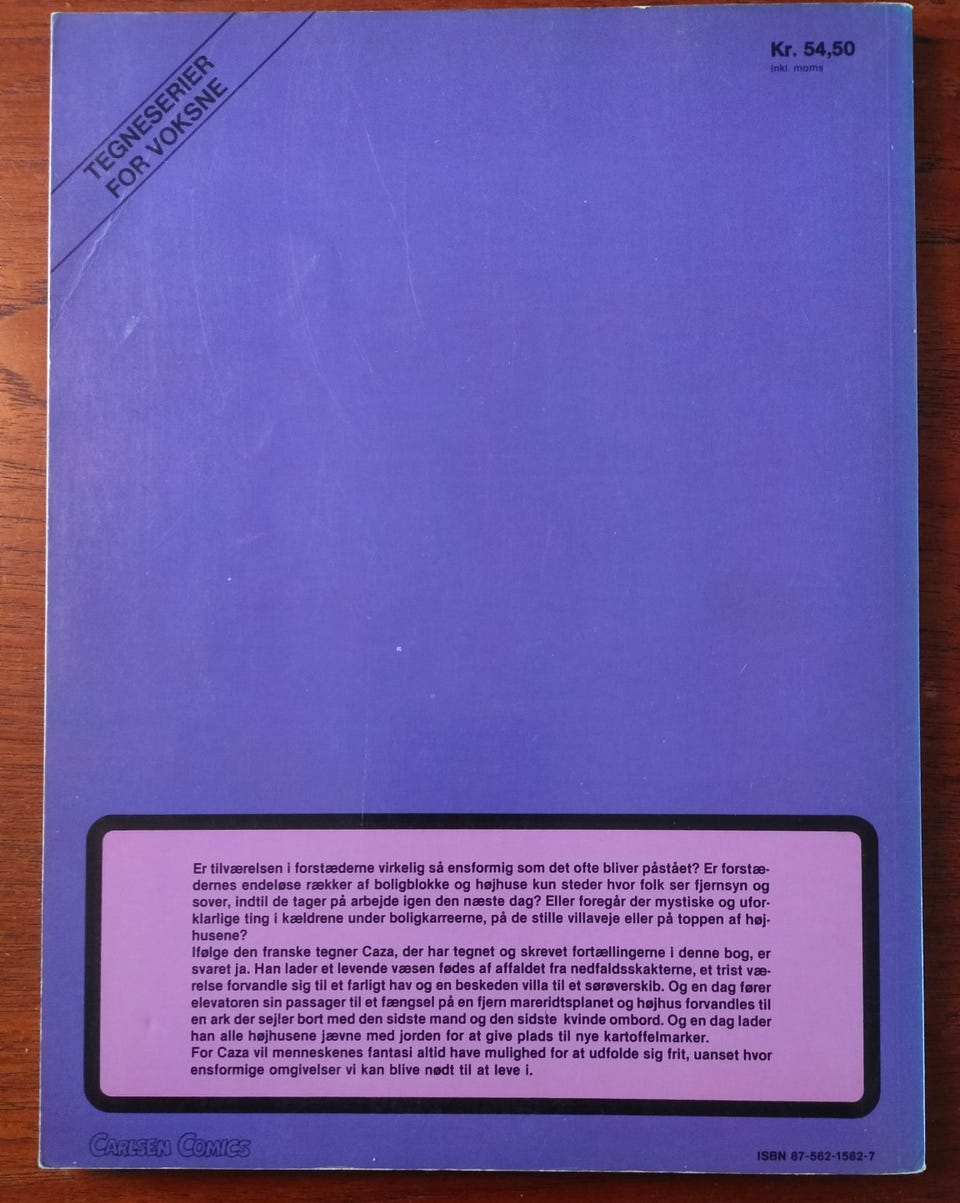 TEGNESERIER
FOR VOKSNE
Kr. 54,50
inkl. moms
Er tilværelsen i forstæderne virkelig så ensformig som det ofte bliver påstået? Er forstæ-
dernes endeløse rækker af boligblokke og højhuse kun steder hvor folk ser fjernsyn og
sover, indtil de tager på arbejde igen den næste dag? Eller foregår der mystiske og ufor-
klarlige ting i kældrene under boligkarreerne, på de stille villaveje eller på toppen af høj-
husene?
Ifølge den franske tegner Caza, der har tegnet og skrevet fortællingerne i denne bog, er
svaret ja. Han lader et levende væsen fødes af affaldet fra nedfaldsskakterne, et trist væ-
relse forvandle sig til et farligt hav og en beskeden villa til et sørøverskib. Og en dag fører
elevatoren sin passager til et fængsel på en fjern mareridtsplanet og højhus forvandles til
en ark der sejler bort med den sidste mand og den sidste kvinde ombord. Og en dag lader
han alle højhusene jævne med jorden for at give plads til nye kartoffelmarker.
For Caza vil menneskenes fantasi altid have mulighed for at udfolde sig frit, uanset hvor
ensformige omgivelser vi kan blive nødt til at leve i.
CARLSEN COMICS
ISBN 87-562-1582-7